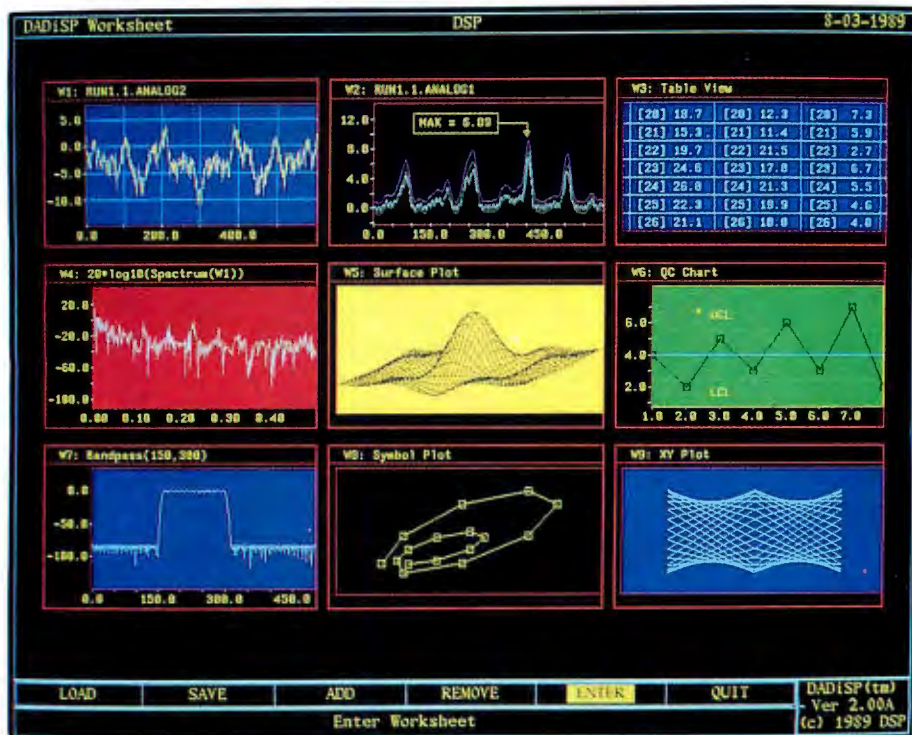 DADiSP Worksheet DSP 8-03-1989
W1: RUN1.1.ANALOG2
5.0
0.0
-5.0
-10.0
0.0 200.0 400.0
W2: RUN1.1.ANALOG1
MAX = 6.09
12.0
8.0
4.0
0.0
0.0 150.0 300.0 450.0
W3: Table View
[20] 18.7 [20] 12.3 [20] 7.3
[21] 15.3 [21] 11.4 [21] 5.9
[22] 19.7 [22] 21.5 [22] 2.7
[23] 24.6 [23] 17.8 [23] 6.7
[24] 26.8 [24] 21.3 [24] 5.5
[25] 22.3 [25] 19.9 [25] 4.6
[26] 21.1 [26] 18.0 [26] 4.0
W4: 20*log10(Spectrum(W1))
20.0
-20.0
-60.0
-100.0
0.00 0.10 0.20 0.30 0.40
W5: Surface Plot
W6: QC Chart
UCL
6.0
4.0
2.0
LCL
1.0 2.0 3.0 4.0 5.0 6.0 7.0
W7: Bandpass(150,300)
0.0
-50.0
-100.0
0.0 150.0 300.0 450.0
W8: Symbol Plot
W9: XY Plot
LOAD SAVE ADD REMOVE ENTER QUIT
Enter Worksheet
DADiSP(tm)
- Ver 2.00A
(c) 1989 DSP